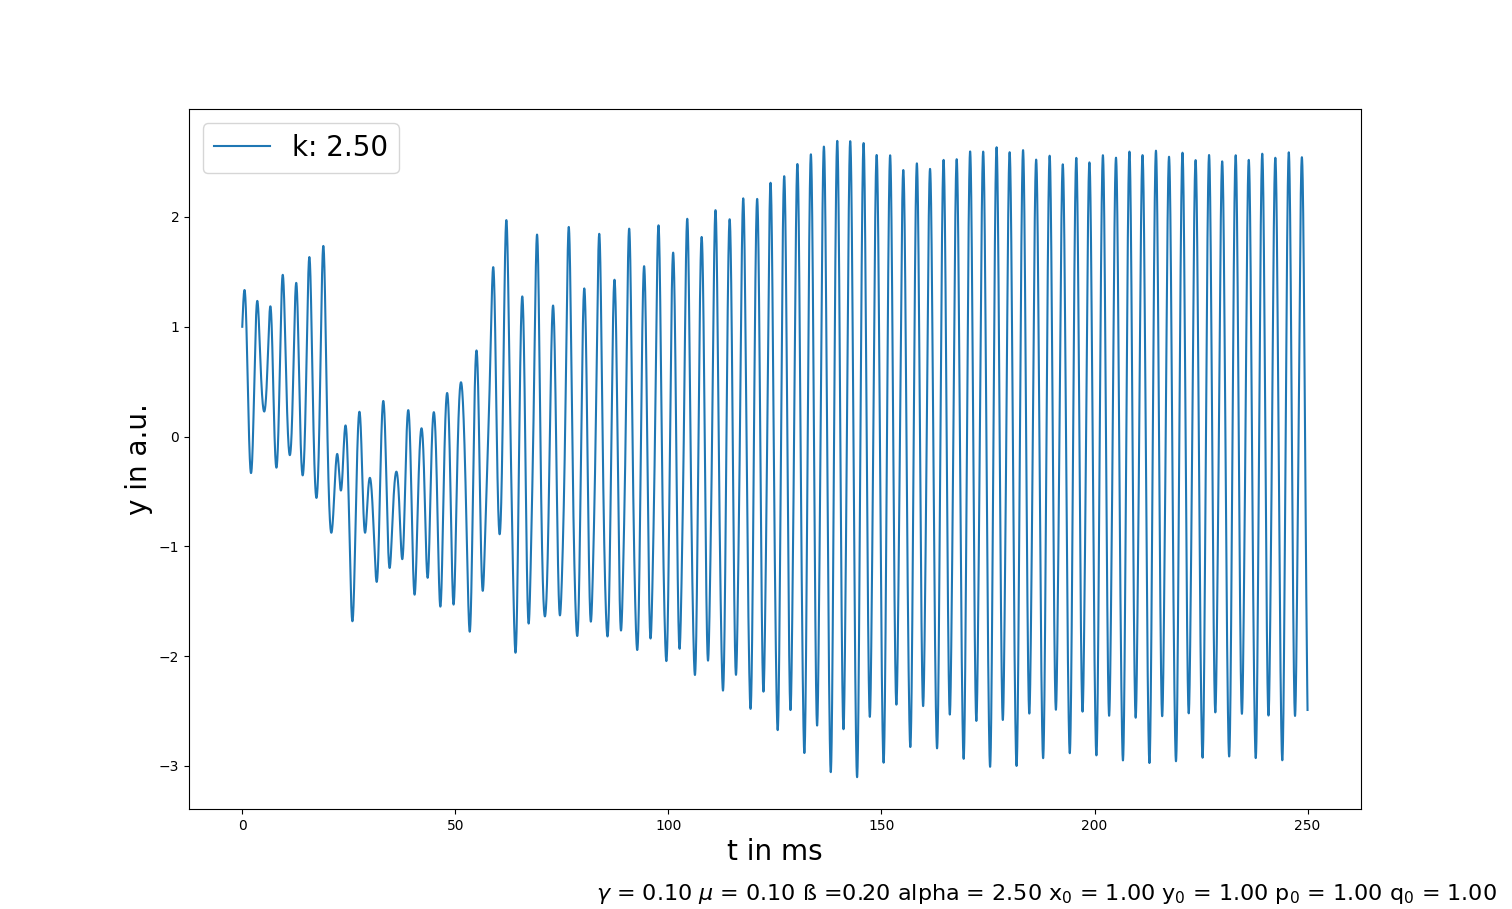 k: 2.50
2
1
0
−1
−2
−3
y in a.u.
0 50 100 150 200 250
t in ms
γ = 0.10 μ = 0.10 ß =0.20 alpha = 2.50 x₀ = 1.00 y₀ = 1.00 p₀ = 1.00 q₀ = 1.00